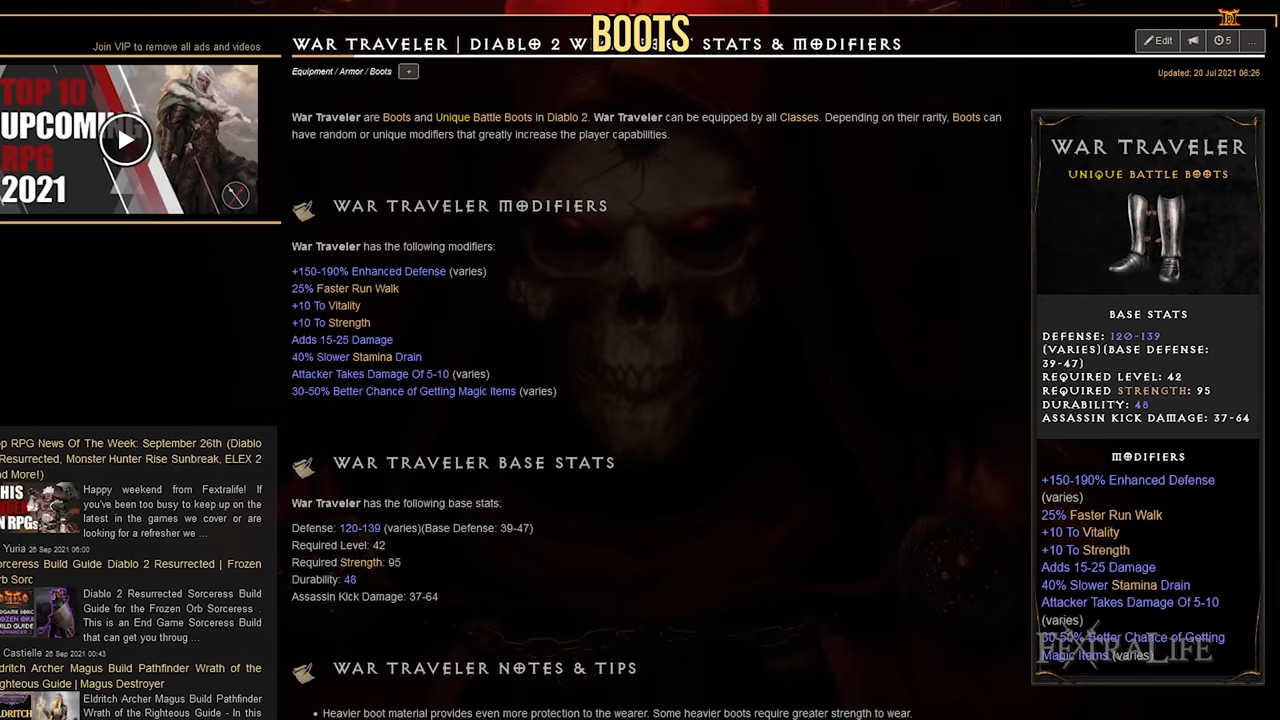 BOOTS
Join VIP to remove all ads and videos
WAR TRAVELER | DIABLO 2 W STATS & MODIFIERS
Edit
5
...
Equipment / Armor / Boots
+
Updated: 20 Jul 2021 06:26
TOP 10
UPCOM
RPG
2021
War Traveler are Boots and Unique Battle Boots in Diablo 2. War Traveler can be equipped by all Classes. Depending on their rarity, Boots can
have random or unique modifiers that greatly increase the player capabilities.
WAR TRAVELER MODIFIERS
War Traveler has the following modifiers:
+150-190% Enhanced Defense (varies)
25% Faster Run Walk
+10 To Vitality
+10 To Strength
Adds 15-25 Damage
40% Slower Stamina Drain
Attacker Takes Damage Of 5-10 (varies)
30-50% Better Chance of Getting Magic Items (varies)
WAR TRAVELER BASE STATS
War Traveler has the following base stats:
Defense: 120-139 (varies)(Base Defense: 39-47)
Required Level: 42
Required Strength: 95
Durability: 48
Assassin Kick Damage: 37-64
WAR TRAVELER NOTES & TIPS
• Heavier boot material provides even more protection to the wearer. Some heavier boots require greater strength to wear.
op RPG News Of The Week: September 26th (Diablo
Resurrected, Monster Hunter Rise Sunbreak, ELEX 2
nd More!)
HIS
N RPGs
Happy weekend from Fextralife! If
you've been too busy to keep up on the
latest in the games we cover or are
looking for a refresher we ...
Yuria 26 Sep 2021 06:00
orceress Build Guide Diablo 2 Resurrected | Frozen
rb Sorc
Diablo 2 Resurrected Sorceress Build
Guide for the Frozen Orb Sorceress .
This is an End Game Sorceress Build
that can get you throug ...
Castielle 26 Sep 2021 00:43
ldritch Archer Magus Build Pathfinder Wrath of the
ghteous Guide | Magus Destroyer
Eldritch Archer Magus Build Pathfinder
Wrath of the Righteous Guide - In this
WAR TRAVELER
UNIQUE BATTLE BOOTS
BASE STATS
DEFENSE: 120-139
(VARIES)(BASE DEFENSE:
39-47)
REQUIRED LEVEL: 42
REQUIRED STRENGTH: 95
DURABILITY: 48
ASSASSIN KICK DAMAGE: 37-64
MODIFIERS
+150-190% Enhanced Defense
(varies)
25% Faster Run Walk
+10 To Vitality
+10 To Strength
Adds 15-25 Damage
40% Slower Stamina Drain
Attacker Takes Damage Of 5-10
(varies)
30-50% Better Chance of Getting
Magic Items (varies)
FEXTRALIFE